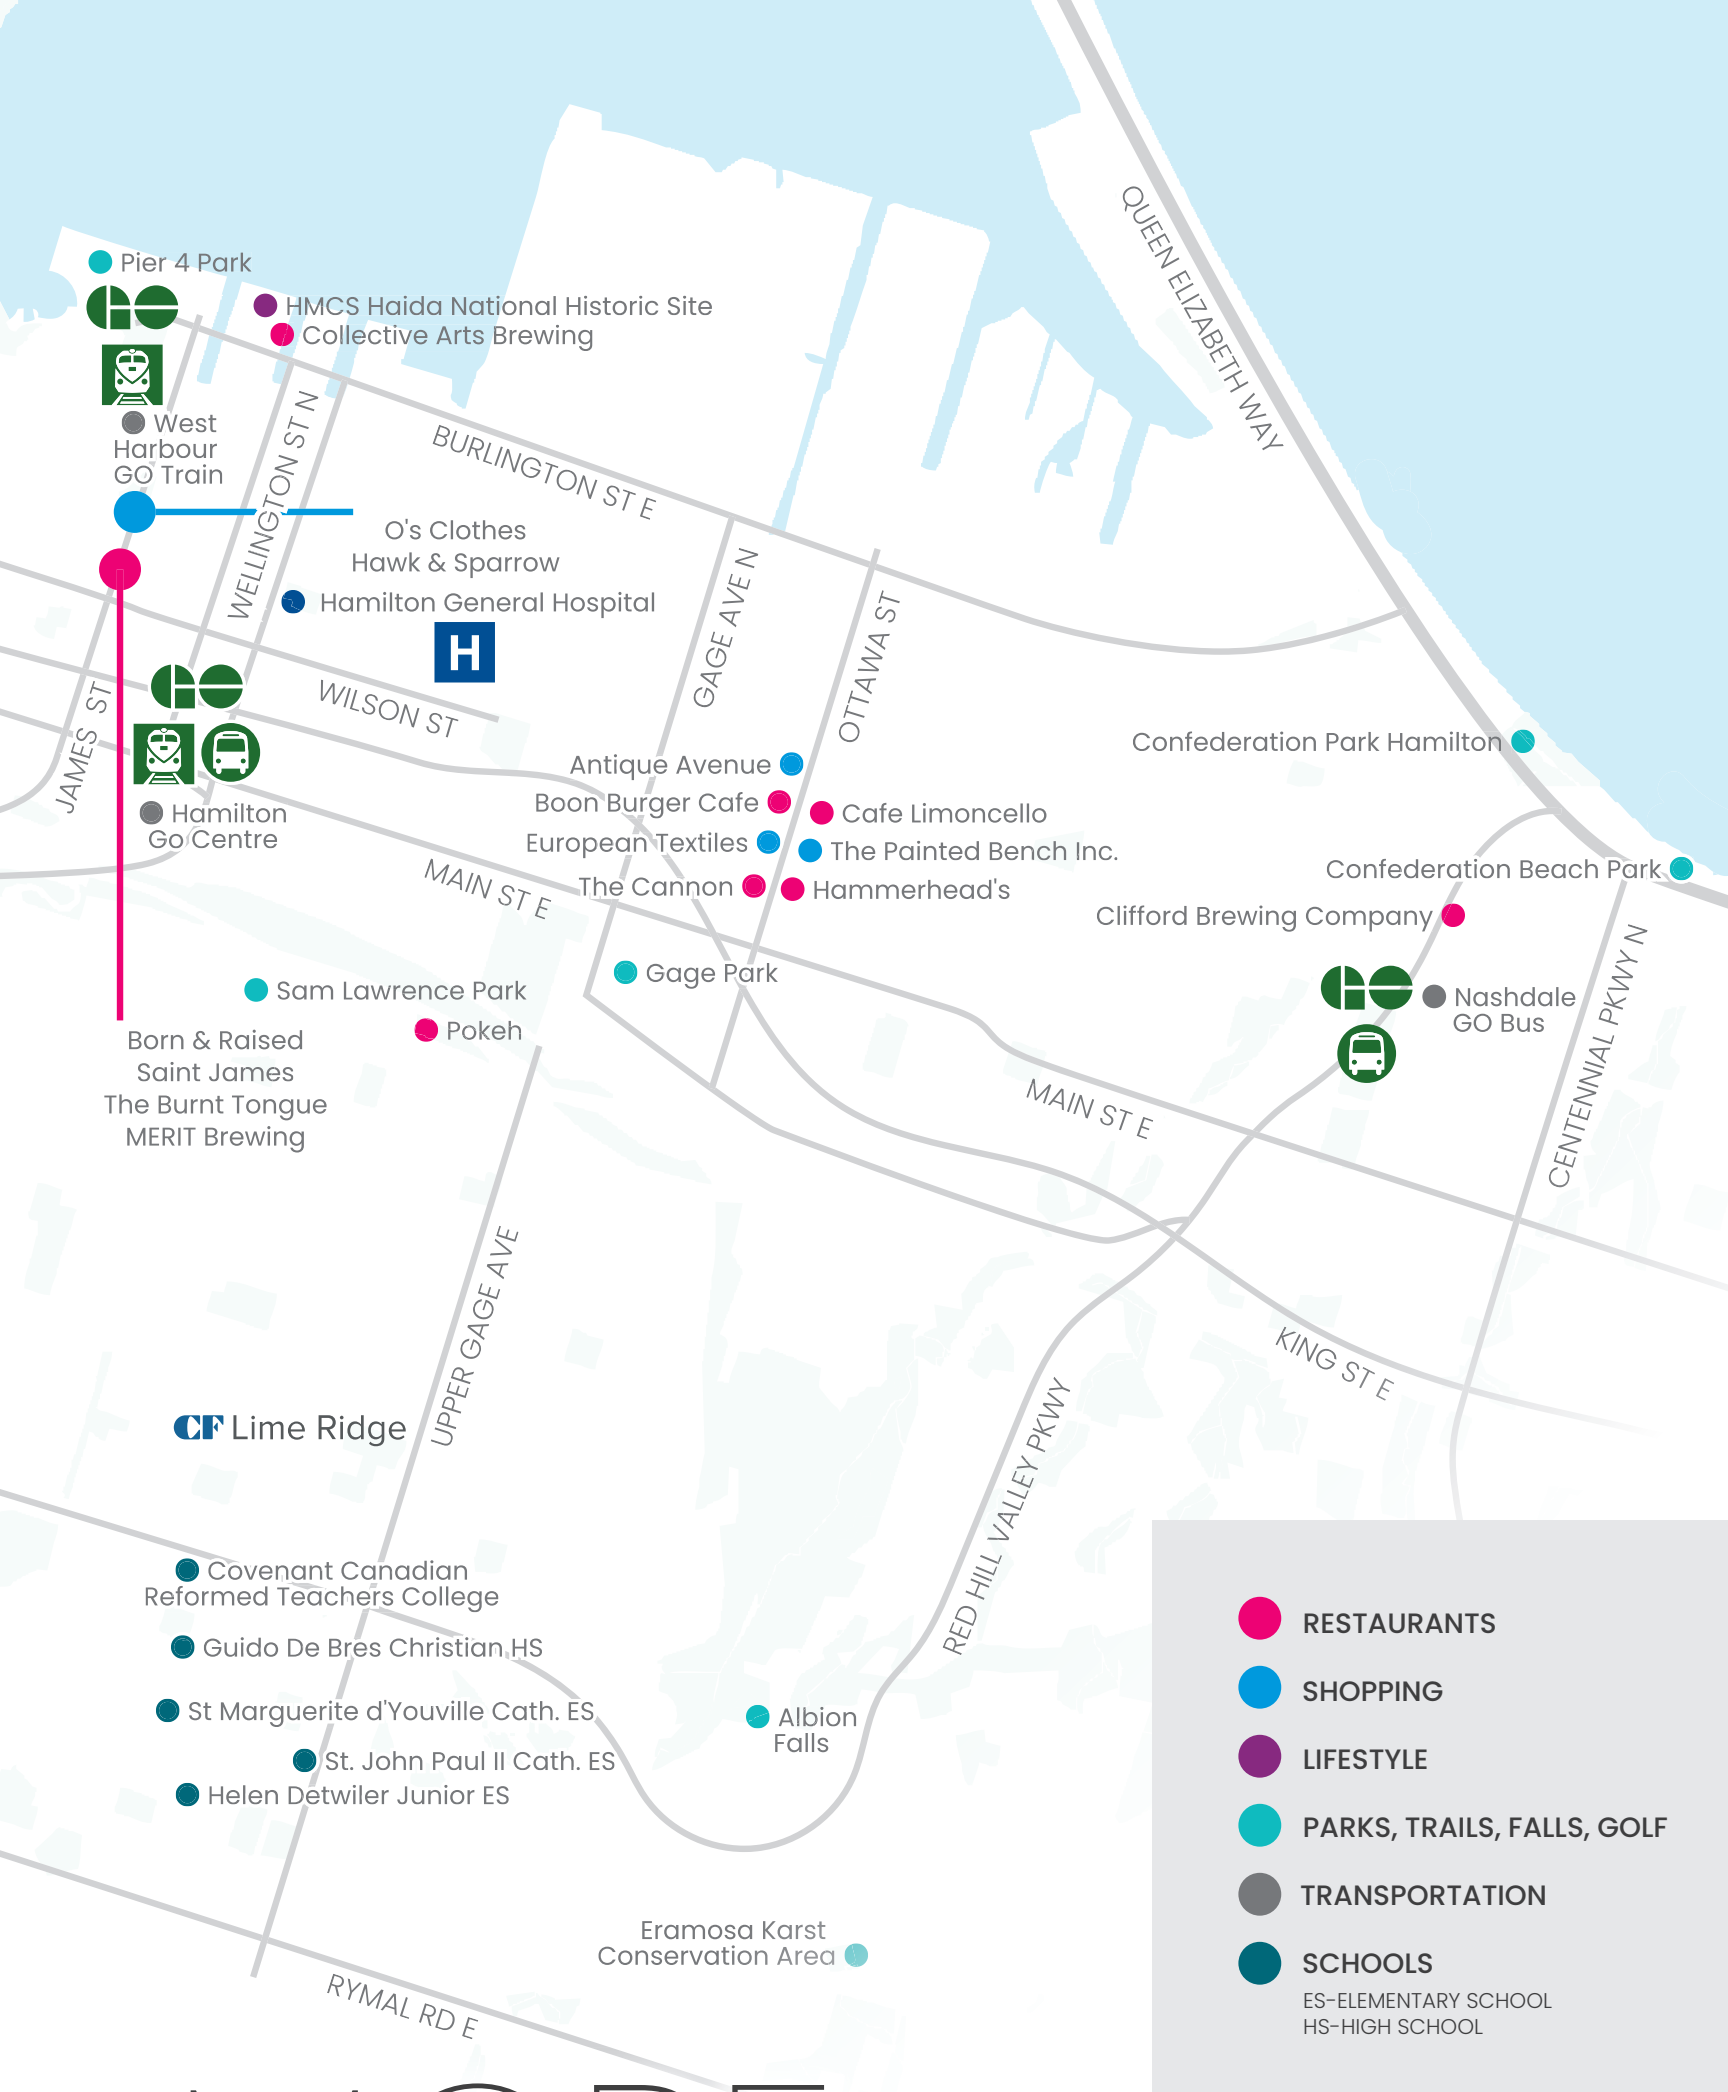 Pier 4 Park
HMCS Haida National Historic Site
Collective Arts Brewing
QUEEN ELIZABETH WAY
West
Harbour
GO Train
WELLINGTON ST N
BURLINGTON ST E
O's Clothes
Hawk & Sparrow
Hamilton General Hospital
H
GAGE AVE N
OTTAWA ST
JAMES ST
WILSON ST
Hamilton
Go Centre
Antique Avenue
Boon Burger Cafe
Cafe Limoncello
European Textiles
The Painted Bench Inc.
The Cannon
Hammerhead's
Confederation Park Hamilton
Confederation Beach Park
Clifford Brewing Company
MAIN ST E
Gage Park
Sam Lawrence Park
Pokeh
Nashdale
GO Bus
CENTENNIAL PKWY N
Born & Raised
Saint James
The Burnt Tongue
MERIT Brewing
MAIN ST E
UPPER GAGE AVE
KING ST E
RED HILL VALLEY PKWY
CF Lime Ridge
Covenant Canadian
Reformed Teachers College
Guido De Bres Christian HS
St Marguerite d'Youville Cath. ES
St. John Paul II Cath. ES
Helen Detwiler Junior ES
Albion
Falls
Eramosa Karst
Conservation Area
RYMAL RD E
RESTAURANTS
SHOPPING
LIFESTYLE
PARKS, TRAILS, FALLS, GOLF
TRANSPORTATION
SCHOOLS
ES-ELEMENTARY SCHOOL
HS-HIGH SCHOOL